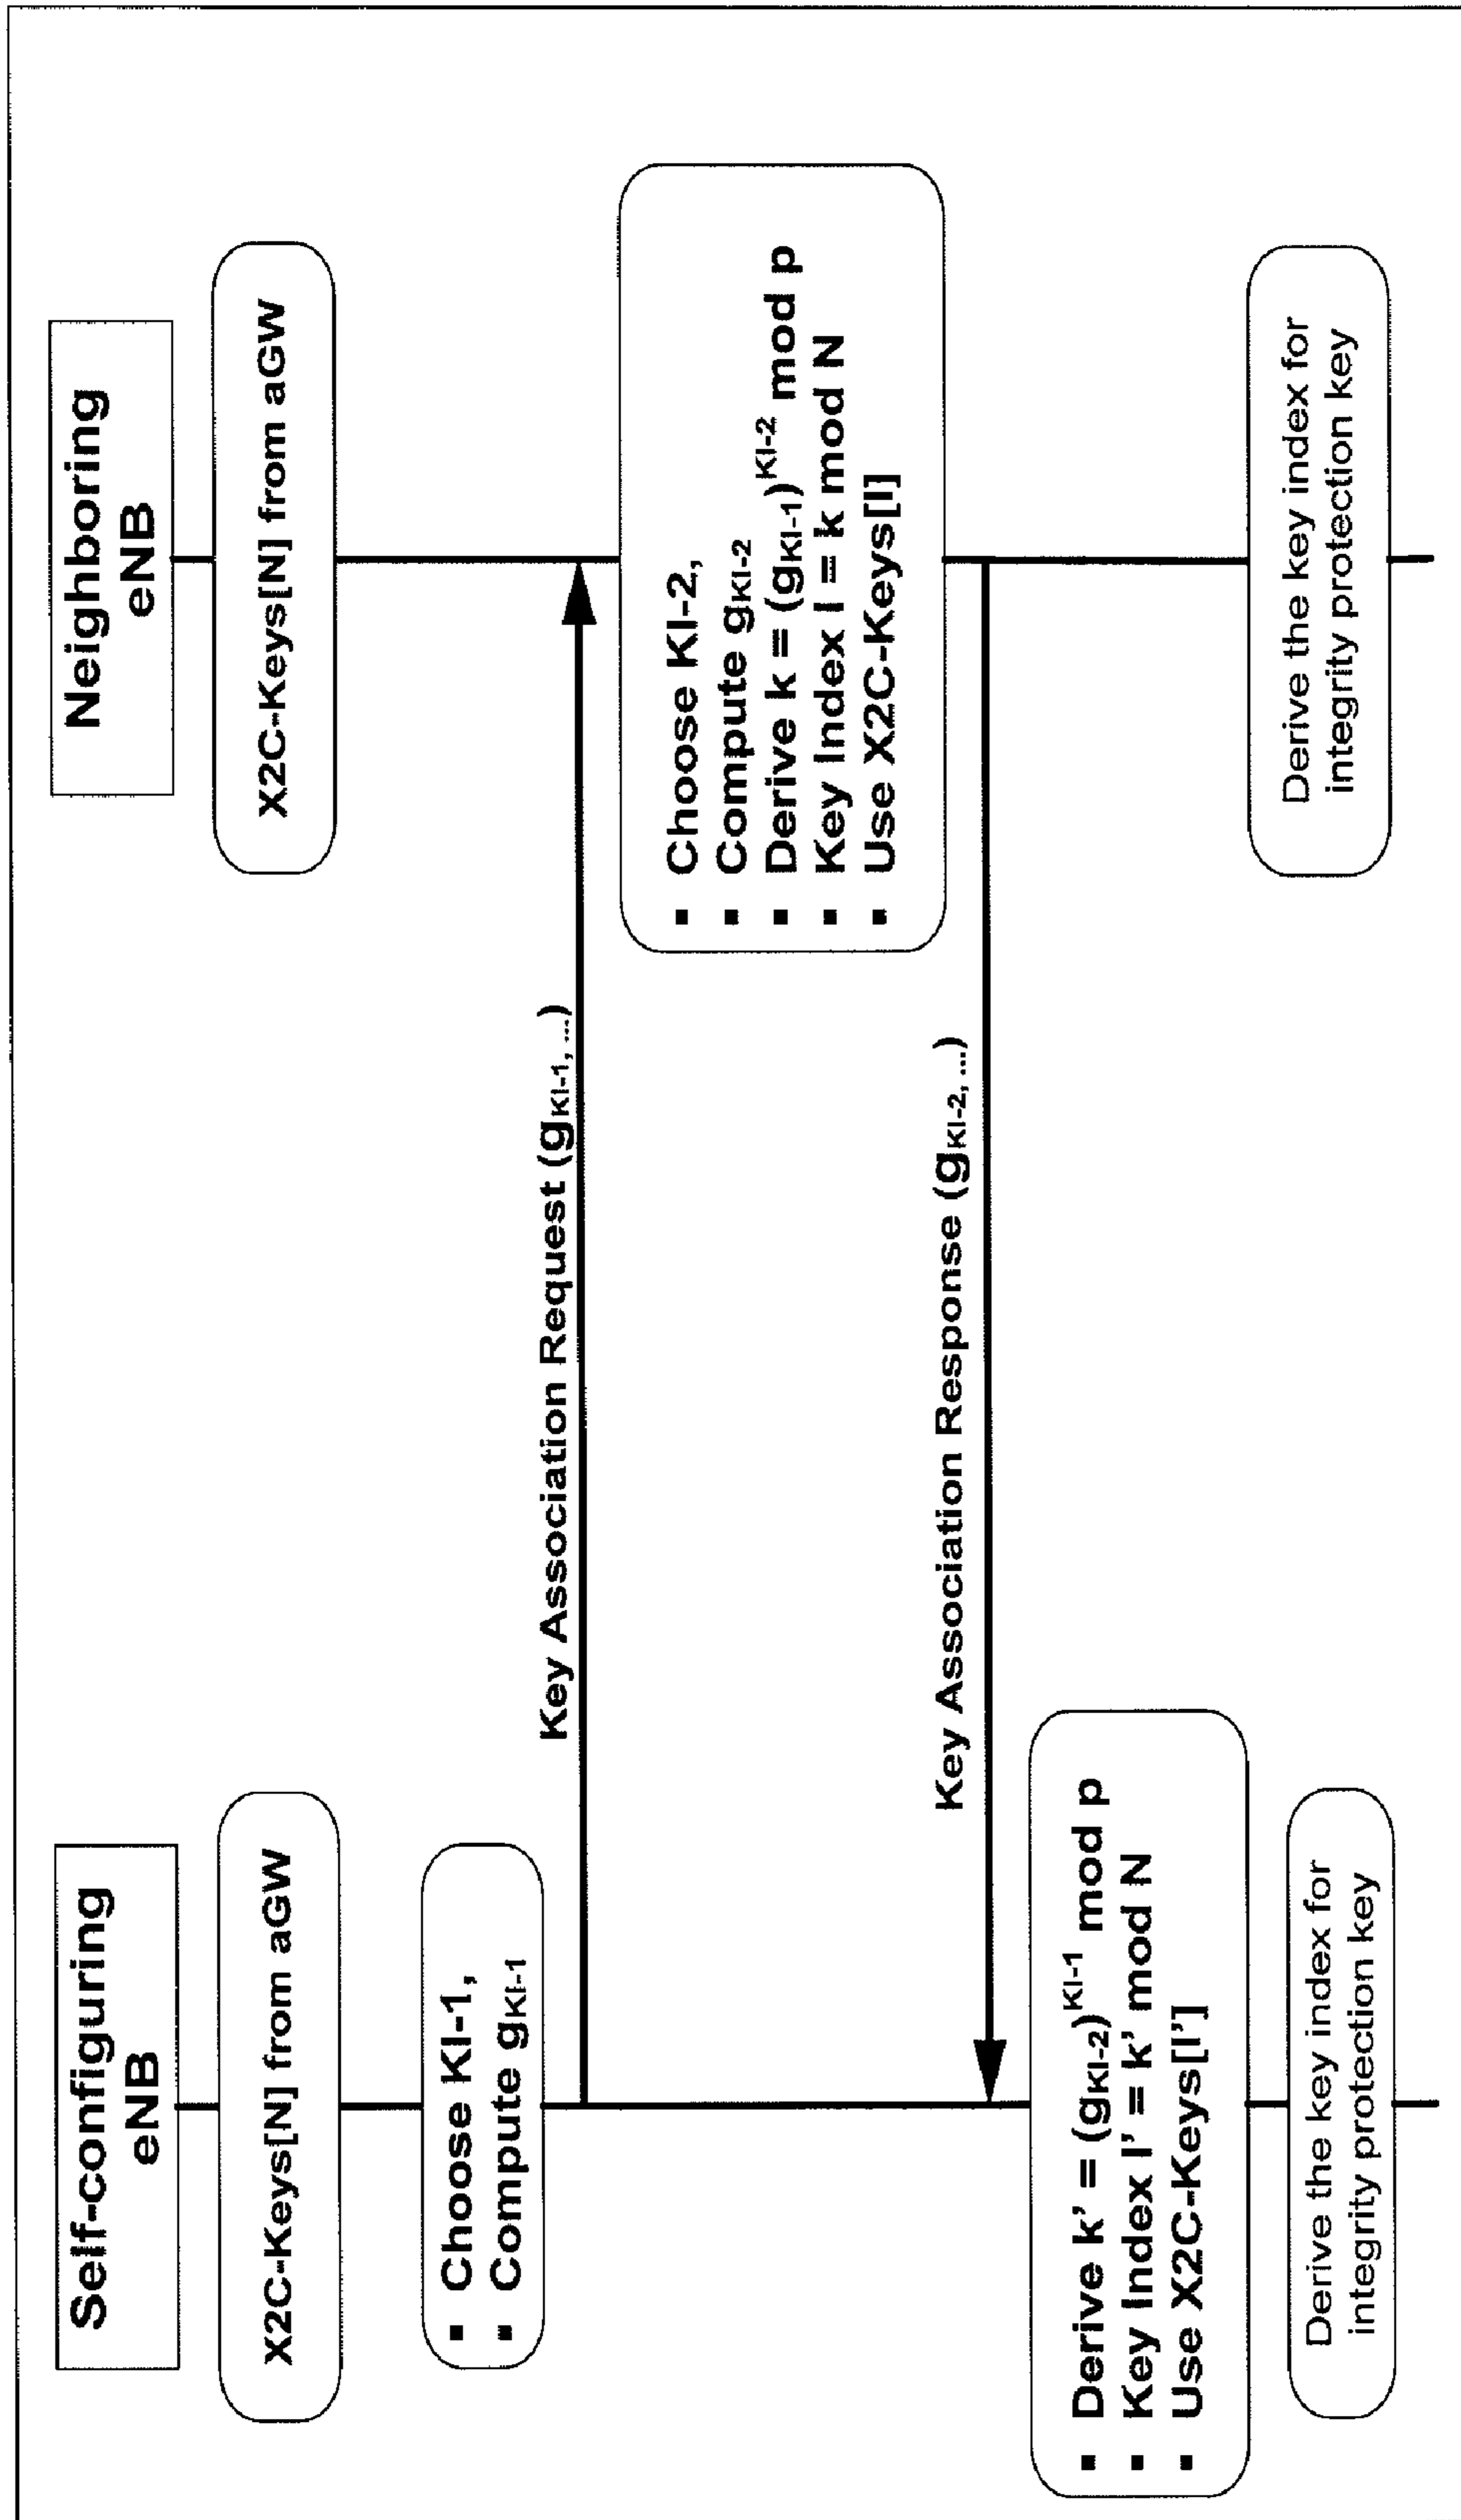 Self-configuring
eNB
Neighboring
eNB
X2C-Keys[N] from aGW
X2C-Keys[N] from aGW
▪ Choose KI-1,
▪ Compute gKI-1
Key Association Request (gKI-1, ...)
▪ Choose KI-2,
▪ Compute gKI-2
▪ Derive k = (gKI-1)^KI-2 mod p
▪ Key Index I = k mod N
▪ Use X2C-Keys[I]
Key Association Response (gKI-2, ...)
▪ Derive k' = (gKI-2)^KI-1 mod p
▪ Key Index I' = k' mod N
▪ Use X2C-Keys[I']
Derive the key index for
integrity protection key
Derive the key index for
integrity protection key